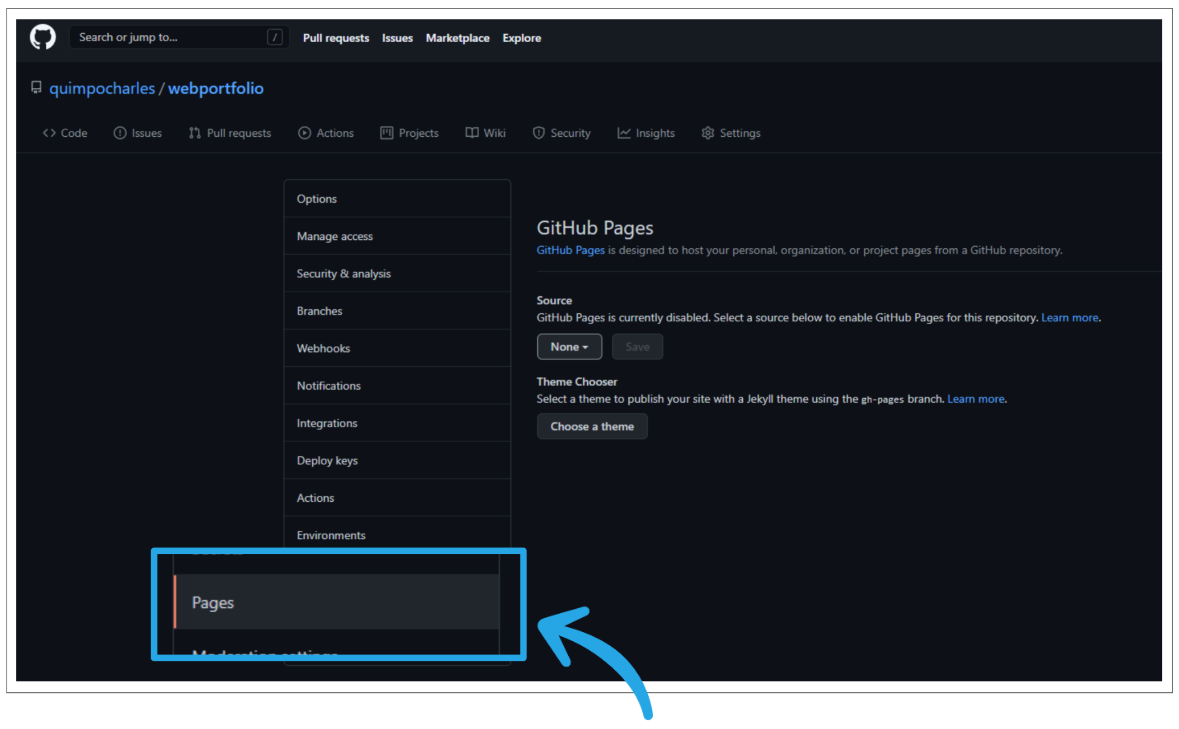 Search or jump to... /
Pull requests Issues Marketplace Explore
quimpocharles / webportfolio
Code Issues Pull requests Actions Projects Wiki Security Insights Settings
Options
Manage access
Security & analysis
Branches
Webhooks
Notifications
Integrations
Deploy keys
Actions
Environments
Pages
Moderation settings
GitHub Pages
GitHub Pages is designed to host your personal, organization, or project pages from a GitHub repository.
Source
GitHub Pages is currently disabled. Select a source below to enable GitHub Pages for this repository. Learn more.
None Save
Theme Chooser
Select a theme to publish your site with a Jekyll theme using the gh-pages branch. Learn more.
Choose a theme